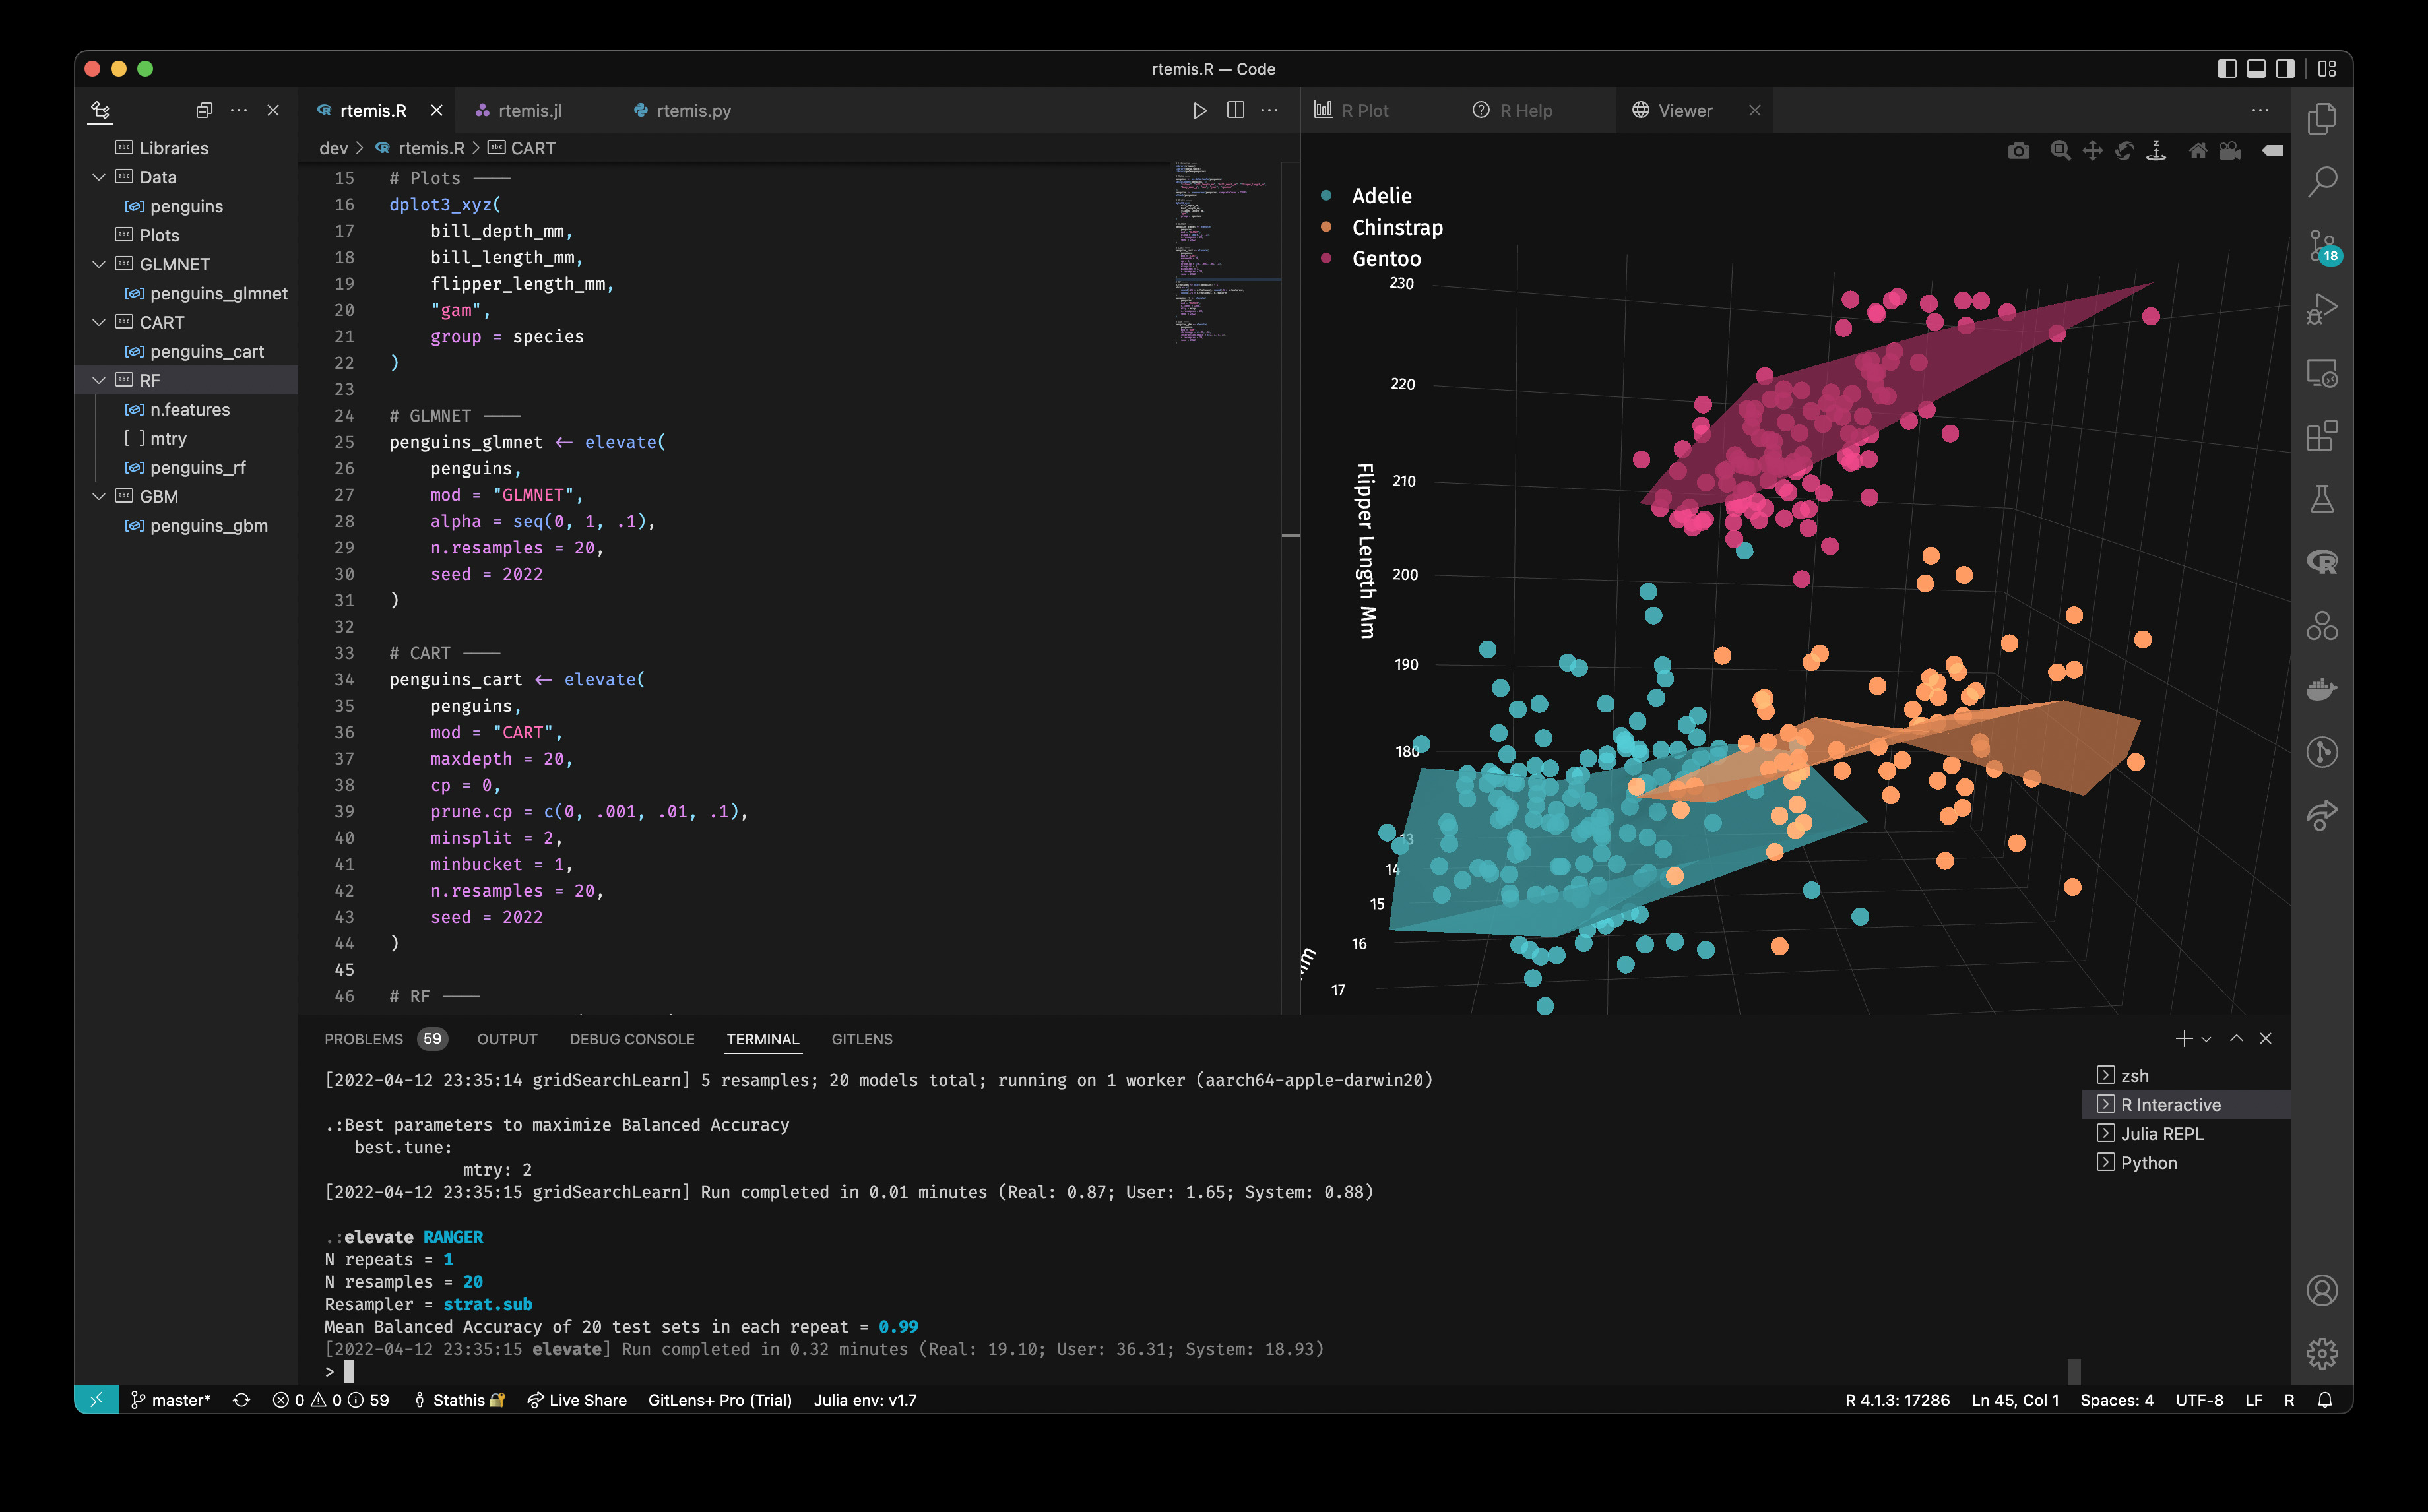 rtemis.R — Code
rtemis.R
rtemis.jl
rtemis.py
R Plot
R Help
Viewer
Libraries
Data
penguins
Plots
GLMNET
penguins_glmnet
CART
penguins_cart
RF
n.features
mtry
penguins_rf
GBM
penguins_gbm
dev > rtemis.R > CART
15 # Plots ────
16 dplot3_xyz(
17 bill_depth_mm,
18 bill_length_mm,
19 flipper_length_mm,
20 "gam",
21 group = species
22 )
23
24 # GLMNET ────
25 penguins_glmnet ← elevate(
26 penguins,
27 mod = "GLMNET",
28 alpha = seq(0, 1, .1),
29 n.resamples = 20,
30 seed = 2022
31 )
32
33 # CART ────
34 penguins_cart ← elevate(
35 penguins,
36 mod = "CART",
37 maxdepth = 20,
38 cp = 0,
39 prune.cp = c(0, .001, .01, .1),
40 minsplit = 2,
41 minbucket = 1,
42 n.resamples = 20,
43 seed = 2022
44 )
45
46 # RF ────
Adelie
Chinstrap
Gentoo
230
220
210
200
190
180
Flipper Length Mm
13
14
15
16
17
18
PROBLEMS 59 OUTPUT DEBUG CONSOLE TERMINAL GITLENS
[2022-04-12 23:35:14 gridSearchLearn] 5 resamples; 20 models total; running on 1 worker (aarch64-apple-darwin20)
.:Best parameters to maximize Balanced Accuracy
best.tune:
mtry: 2
[2022-04-12 23:35:15 gridSearchLearn] Run completed in 0.01 minutes (Real: 0.87; User: 1.65; System: 0.88)
.:elevate RANGER
N repeats = 1
N resamples = 20
Resampler = strat.sub
Mean Balanced Accuracy of 20 test sets in each repeat = 0.99
[2022-04-12 23:35:15 elevate] Run completed in 0.32 minutes (Real: 19.10; User: 36.31; System: 18.93)
>
zsh
R Interactive
Julia REPL
Python
master* 0 0 59 Stathis Live Share GitLens+ Pro (Trial) Julia env: v1.7 R 4.1.3: 17286 Ln 45, Col 1 Spaces: 4 UTF-8 LF R